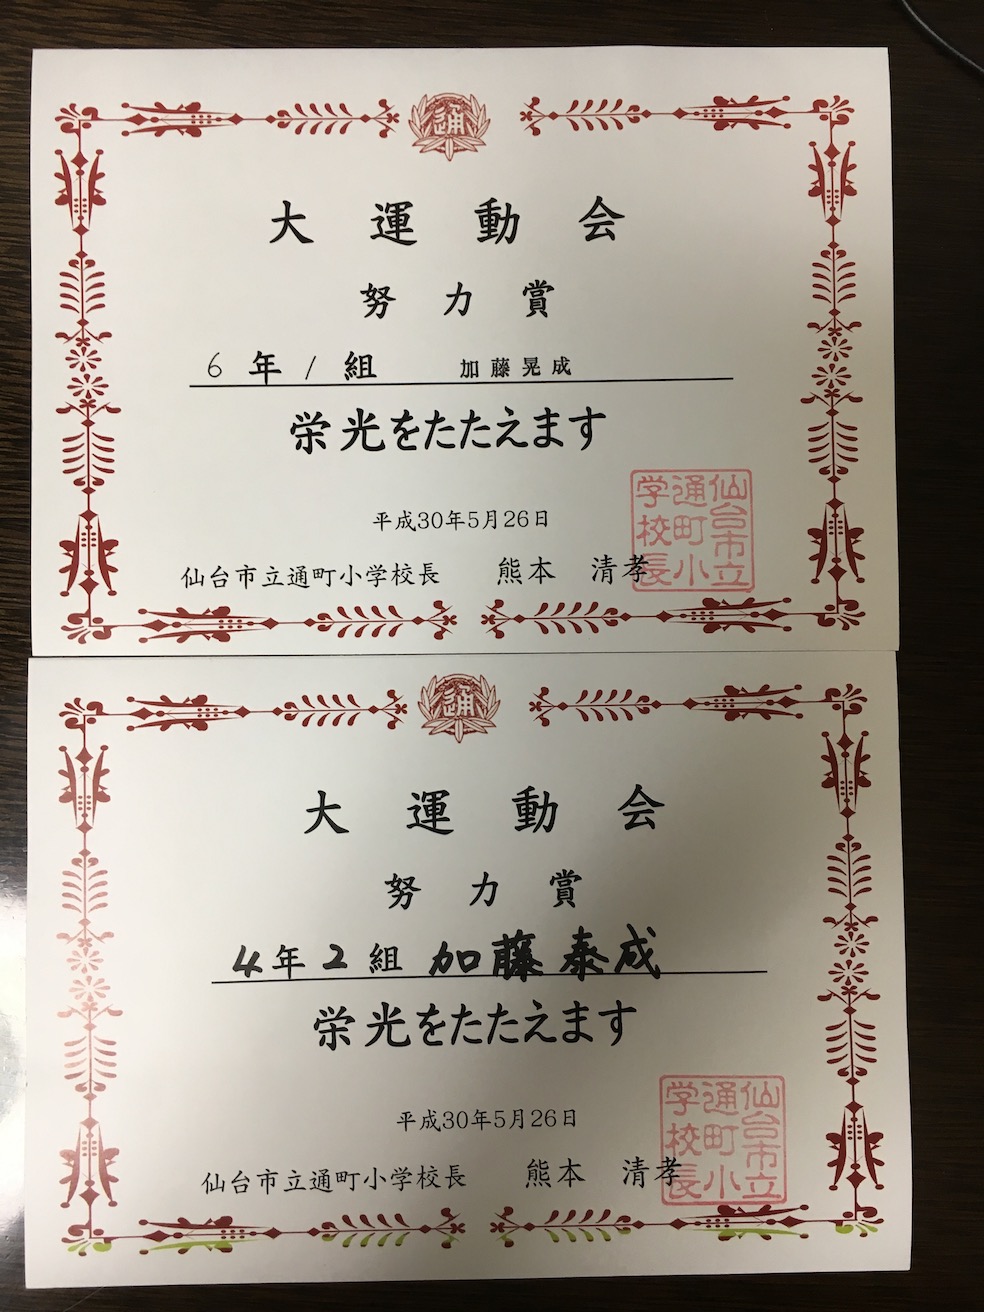 通
大運動会
努力賞
6年1組 加藤晃成
栄光をたたえます
平成30年5月26日
仙台市立通町小学校長 熊本 清孝
仙台市立
通町小
学校長
通
大運動会
努力賞
4年2組 加藤泰成
栄光をたたえます
平成30年5月26日
仙台市立通町小学校長 熊本 清孝
仙台市立
通町小
学校長